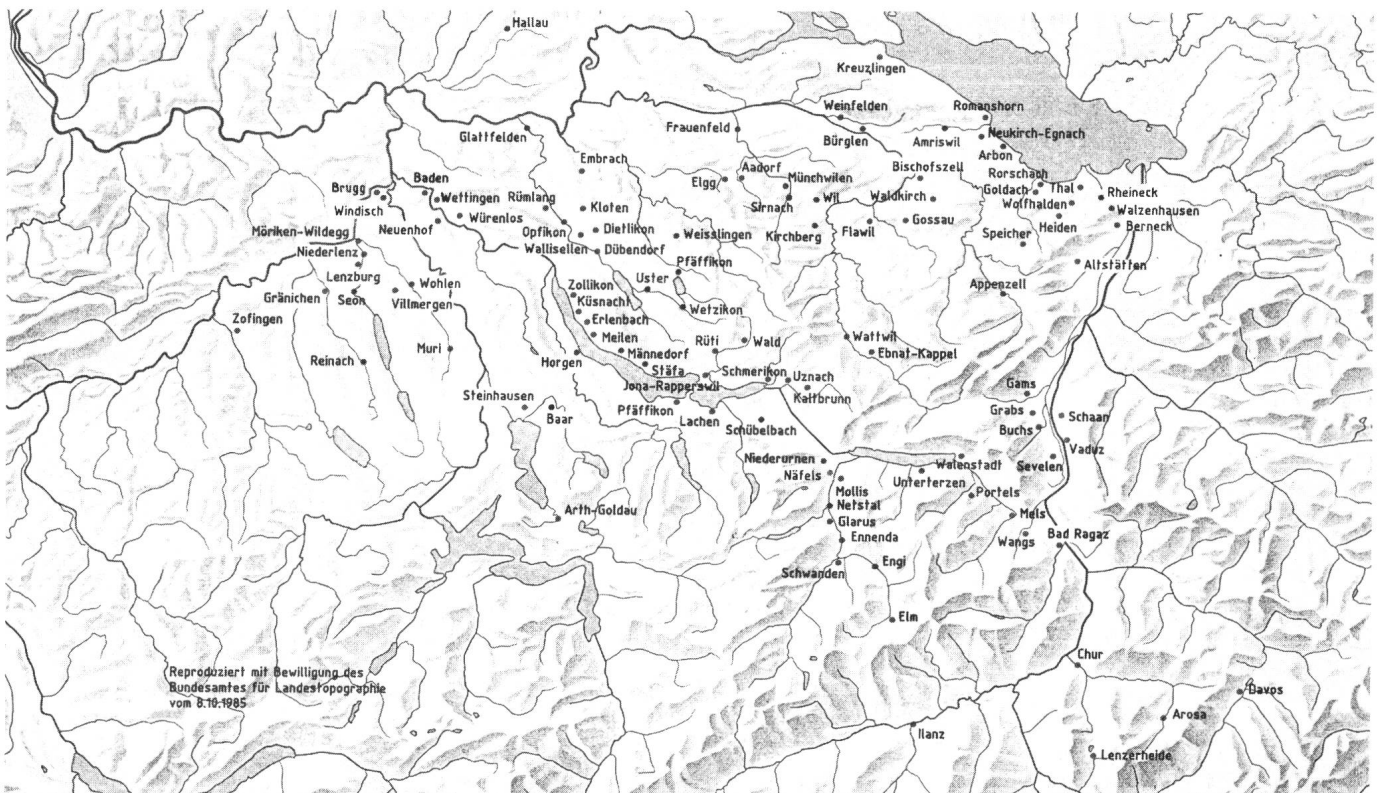 Hallau
Kreuzlingen
Weinfelden
Romanshorn
Glattfelden
Frauenfeld
Bürglen
Amriswil
Neukirch-Egnach
Arbon
Embrach
Elgg
Aadorf
Münchwilen
Bischofszell
Rorschach
Goldach
Thal
Rheineck
Brugg
Baden
Wettingen
Rümlang
Kloten
Sirnach
Wil
Waldkirch
Wolfhalden
Walzenhausen
Windisch
Würenlos
Neuenhof
Opfikon
Dietlikon
Weisslingen
Kirchberg
Flawil
Gossau
Heiden
Speicher
Berneck
Möriken-Wildegg
Wallisellen
Dübendorf
Niederlenz
Pfäffikon
Altstätten
Lenzburg
Wohlen
Zollikon
Uster
Appenzell
Gränichen
Seon
Villmergen
Küsnacht
Wetzikon
Zofingen
Erlenbach
Meilen
Rüti
Wald
Wattwil
Reinach
Muri
Horgen
Männedorf
Ebnat-Kappel
Stäfa
Schmerikon
Uznach
Jona-Rapperswil
Kaltbrunn
Gams
Steinhausen
Baar
Pfäffikon
Lachen
Schübelbach
Grabs
Schaan
Buchs
Vaduz
Niederurnen
Walenstadt
Sevelen
Näfels
Unterterzen
Mollis
Portels
Netstal
Arth-Goldau
Glarus
Mels
Ennenda
Wangs
Bad Ragaz
Schwanden
Engi
Elm
Chur
Reproduziert mit Bewilligung des
Bundesamtes für Landestopographie
vom 8.10.1985
Davos
Arosa
Ilanz
Lenzerheide